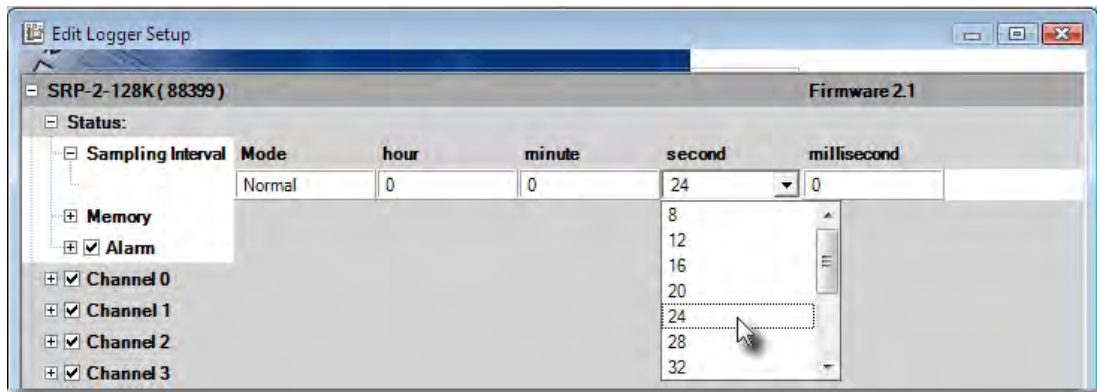 Edit Logger Setup
SRP-2-128K ( 88399 ) Firmware 2.1
Status:
Sampling Interval Mode hour minute second millisecond
Normal 0 0 24 0
8
Memory
12
Alarm
16
Channel 0
20
Channel 1
24
Channel 2
28
Channel 3
32